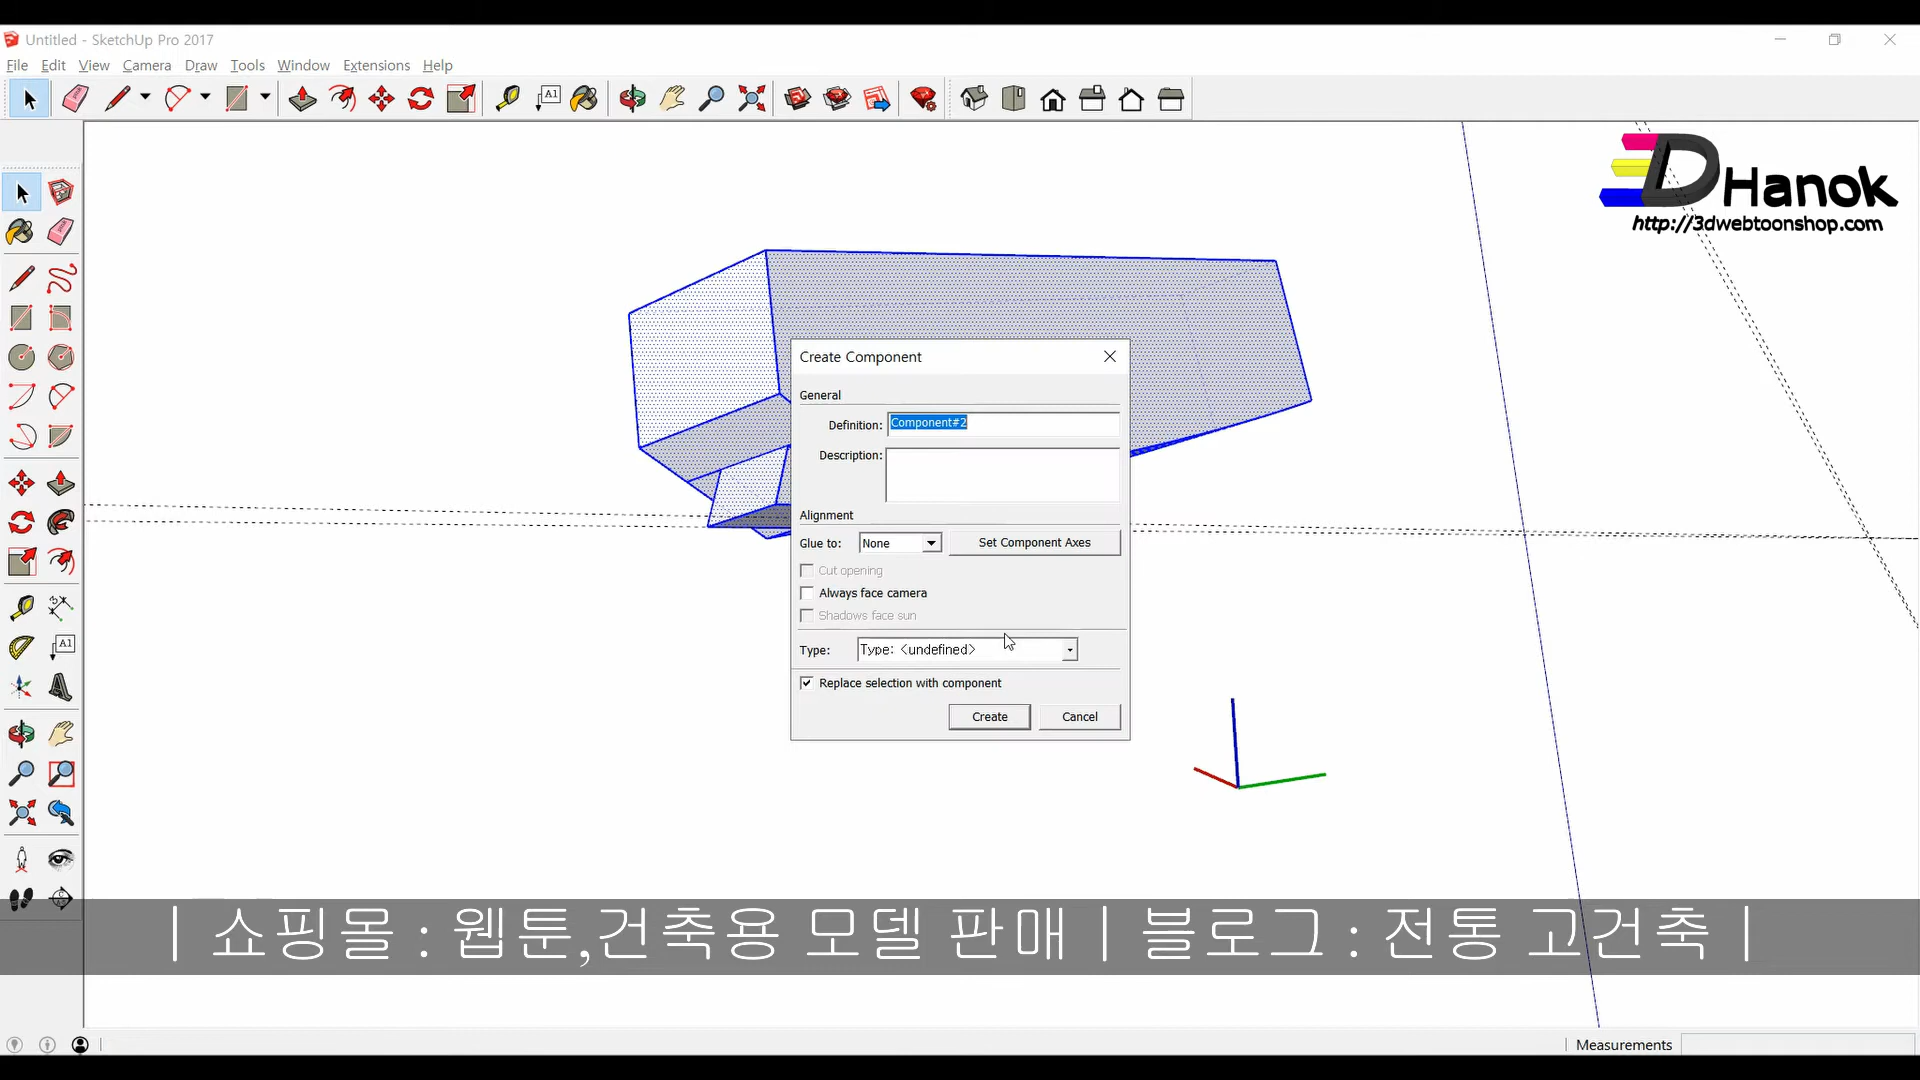 Untitled - SketchUp Pro 2017
File Edit View Camera Draw Tools Window Extensions Help
A1
DHanok
http://3dwebtoonshop.com
Create Component
General
Definition: Component#2
Description:
Alignment
Glue to: None Set Component Axes
Cut opening
Always face camera
Shadows face sun
Type: Type: <undefined>
Replace selection with component
Create Cancel
A1
| 쇼핑몰 : 웹툰,건축용 모델 판매 | 블로그 : 전통 고건축 |
Measurements